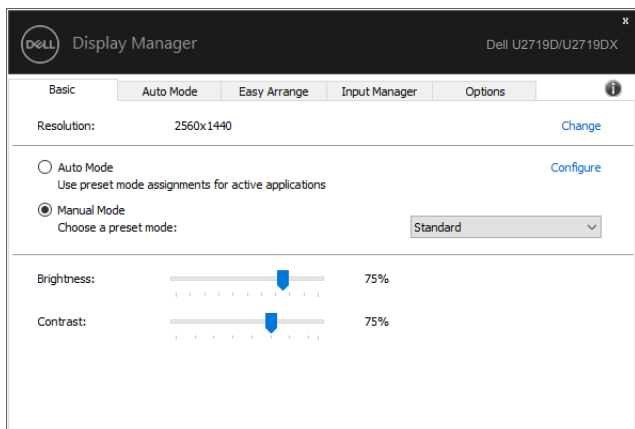 x
DELL Display Manager Dell U2719D/U2719DX
Basic Auto Mode Easy Arrange Input Manager Options i
Resolution: 2560x1440 Change
Auto Mode Configure
Use preset mode assignments for active applications
Manual Mode
Choose a preset mode: Standard
Brightness: 75%
Contrast: 75%